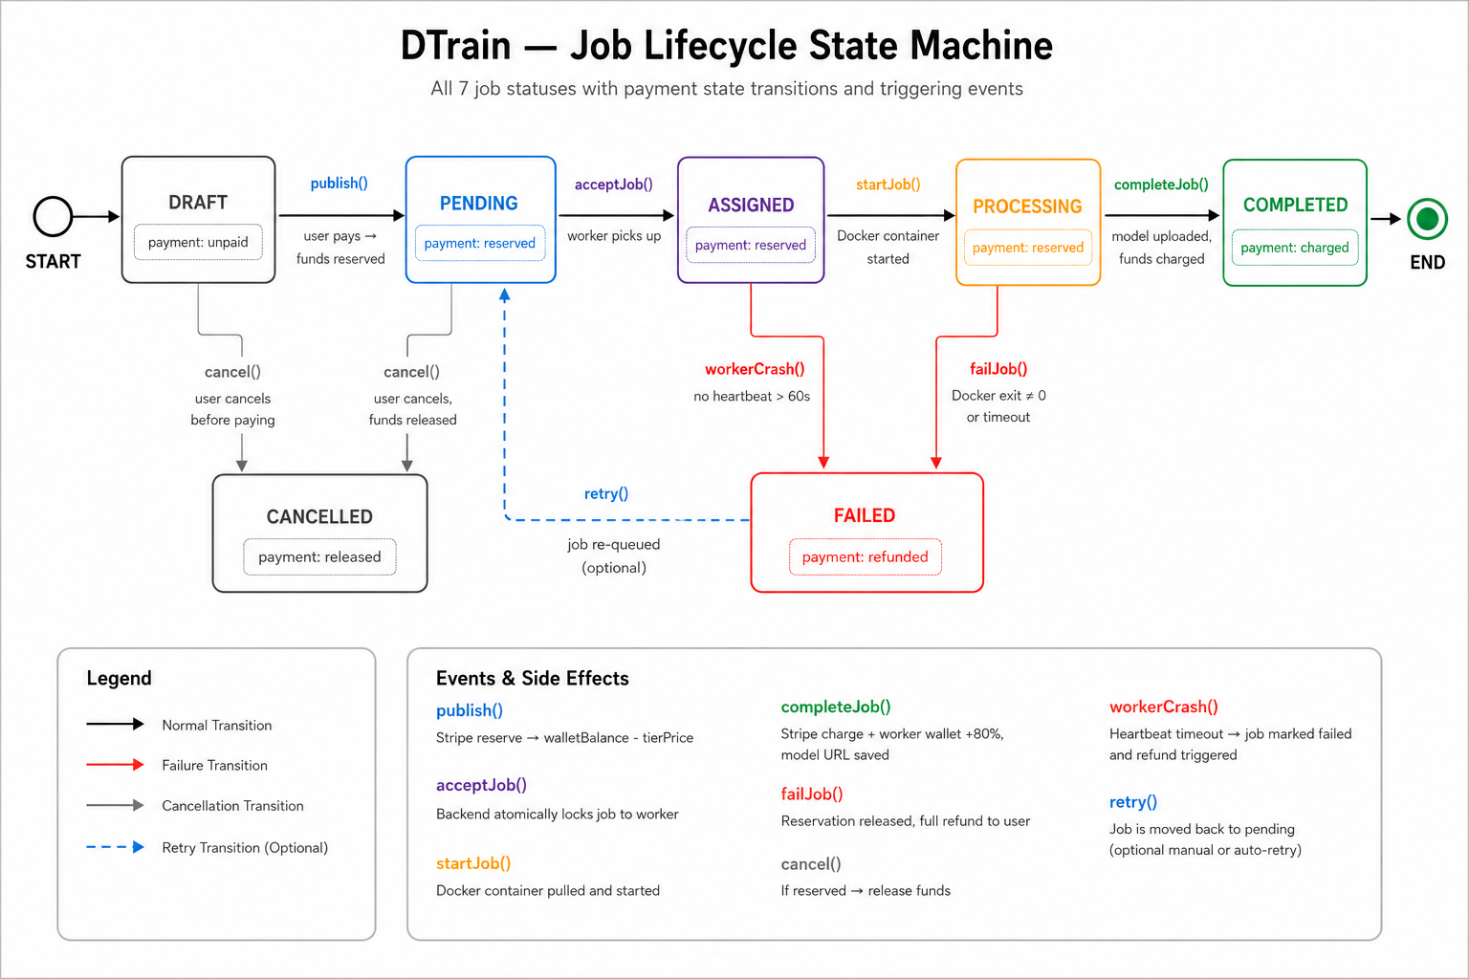 DTrain — Job Lifecycle State Machine
All 7 job statuses with payment state transitions and triggering events
START
DRAFT
payment: unpaid
publish()
user pays →
funds reserved
PENDING
payment: reserved
acceptJob()
worker picks up
ASSIGNED
payment: reserved
startJob()
Docker container
started
PROCESSING
payment: reserved
completeJob()
model uploaded,
funds charged
COMPLETED
payment: charged
END
cancel()
user cancels
before paying
cancel()
user cancels,
funds released
workerCrash()
no heartbeat > 60s
failJob()
Docker exit ≠ 0
or timeout
CANCELLED
payment: released
retry()
job re-queued
(optional)
FAILED
payment: refunded
Legend
Normal Transition
Failure Transition
Cancellation Transition
Retry Transition (Optional)
Events & Side Effects
publish()
Stripe reserve → walletBalance - tierPrice
acceptJob()
Backend atomically locks job to worker
startJob()
Docker container pulled and started
completeJob()
Stripe charge + worker wallet +80%,
model URL saved
failJob()
Reservation released, full refund to user
cancel()
If reserved → release funds
workerCrash()
Heartbeat timeout → job marked failed
and refund triggered
retry()
Job is moved back to pending
(optional manual or auto-retry)